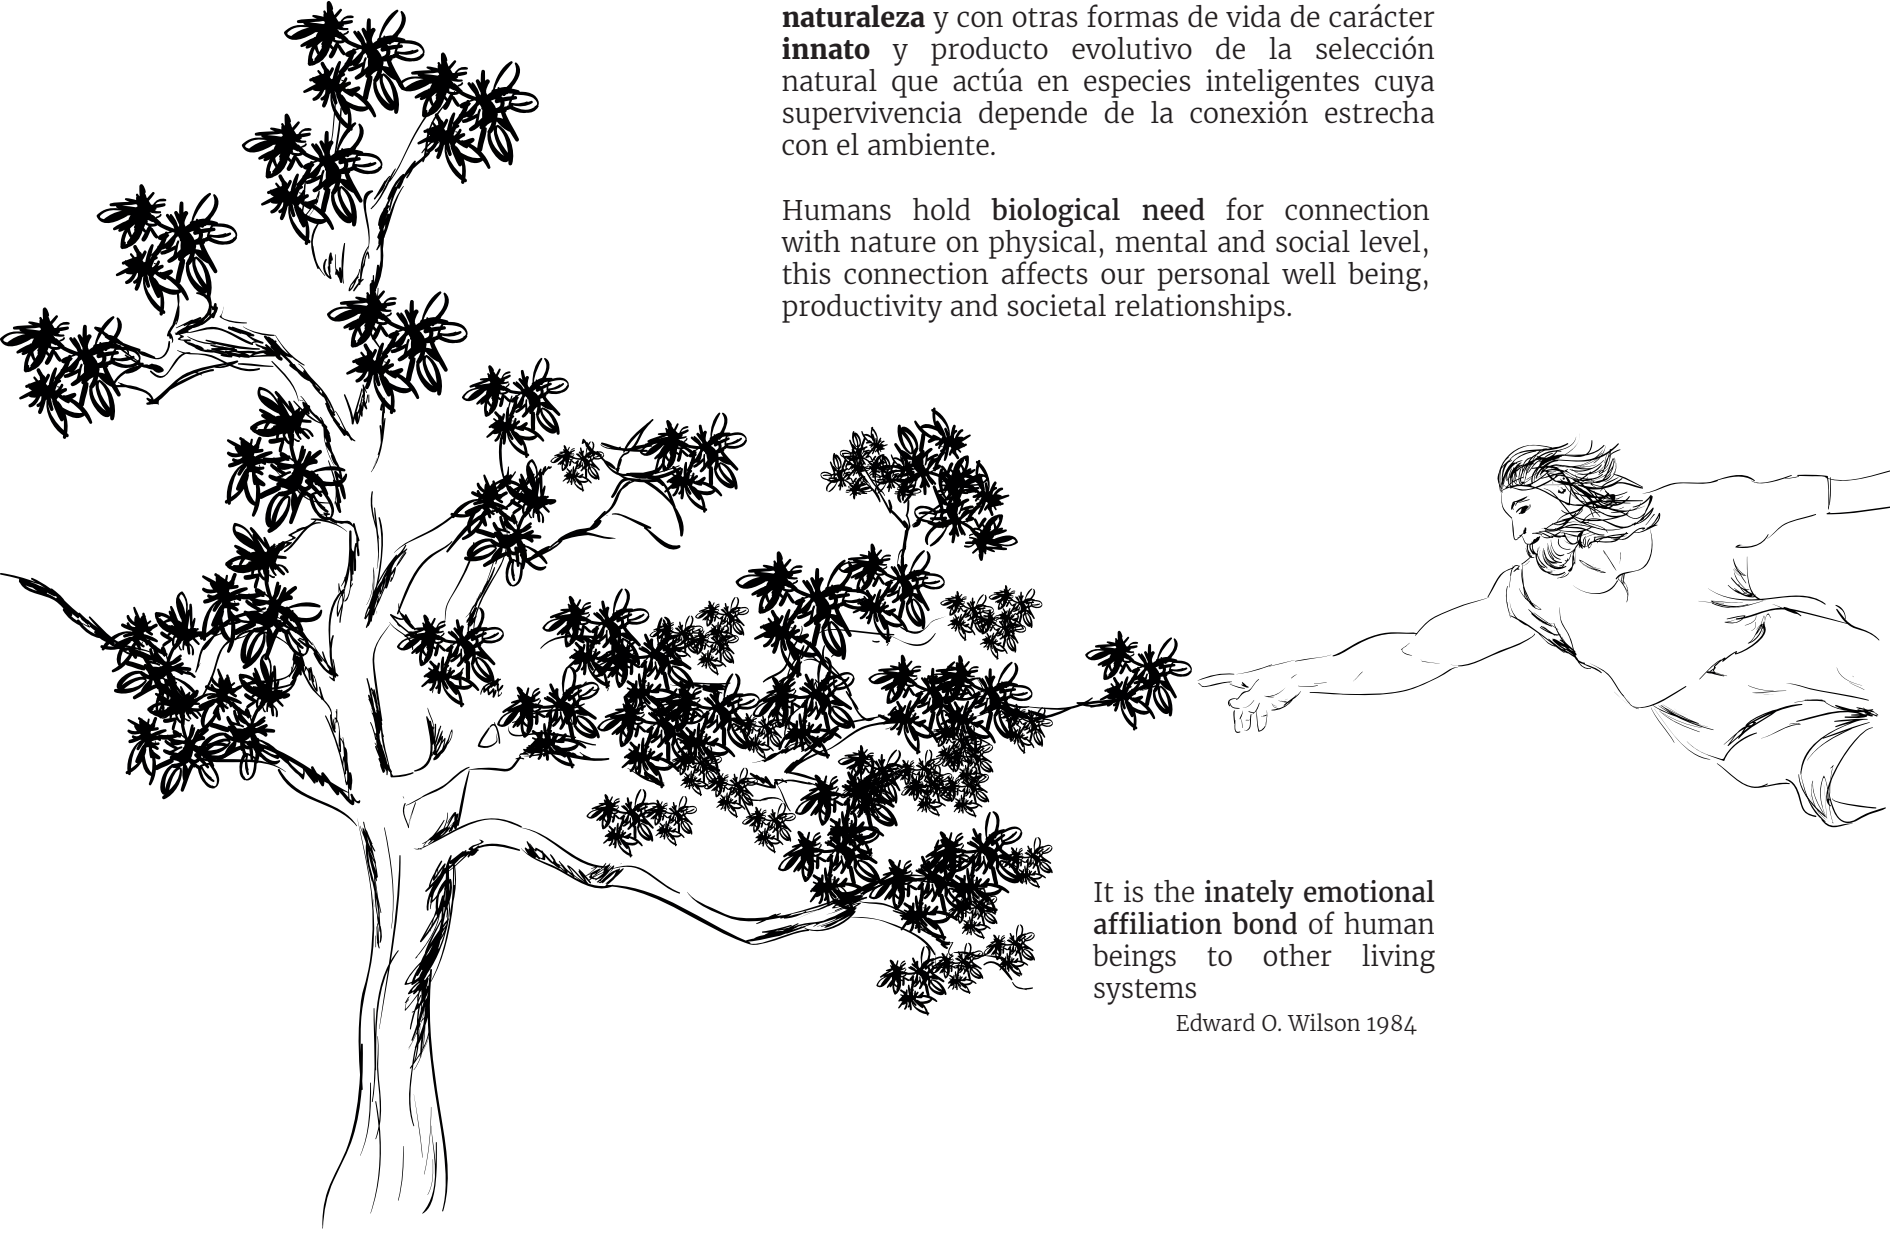 naturaleza y con otras formas de vida de carácter
innato y producto evolutivo de la selección
natural que actúa en especies inteligentes cuya
supervivencia depende de la conexión estrecha
con el ambiente.
Humans hold biological need for connection
with nature on physical, mental and social level,
this connection affects our personal well being,
productivity and societal relationships.
It is the inately emotional
affiliation bond of human
beings to other living
systems
Edward O. Wilson 1984